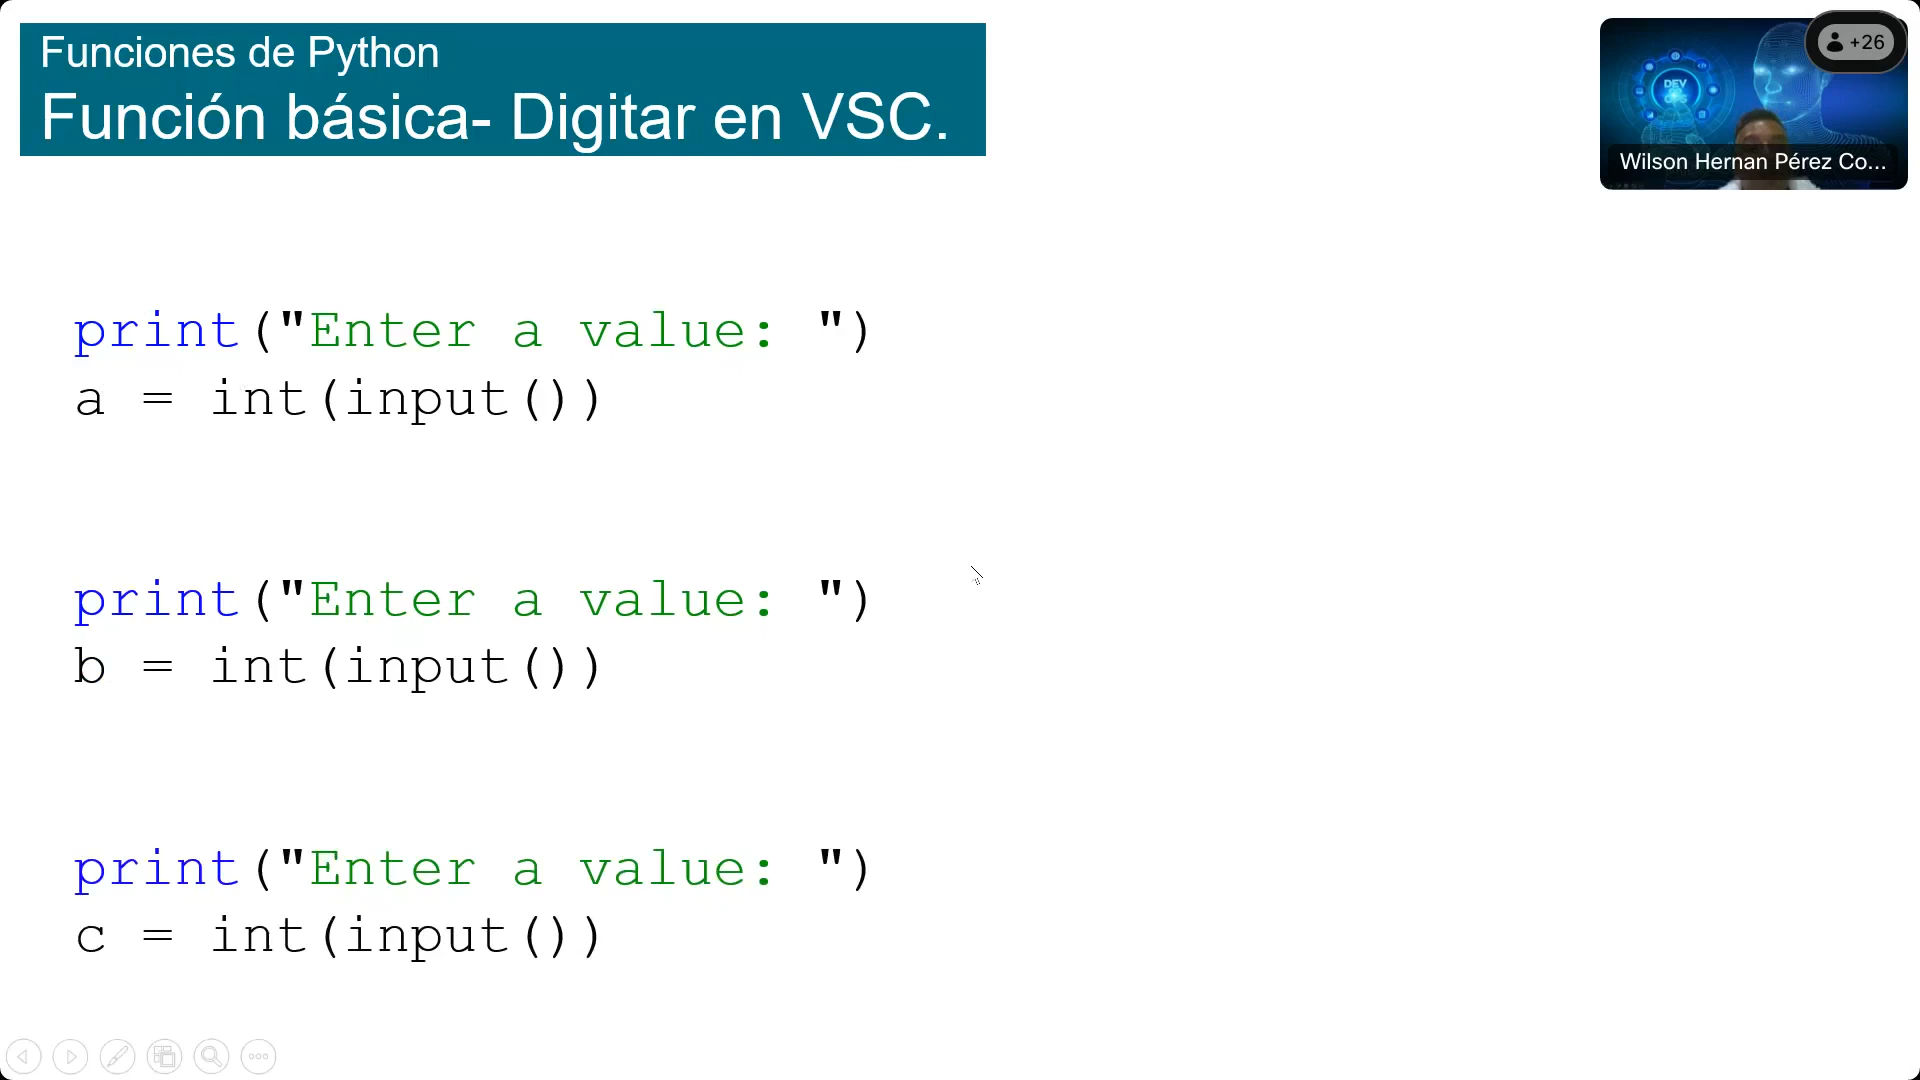 Funciones de Python
Función básica- Digitar en VSC.
+26
DEV
Wilson Hernan Pérez Co...
print("Enter a value: ")
a = int(input())
print("Enter a value: ")
b = int(input())
print("Enter a value: ")
c = int(input())